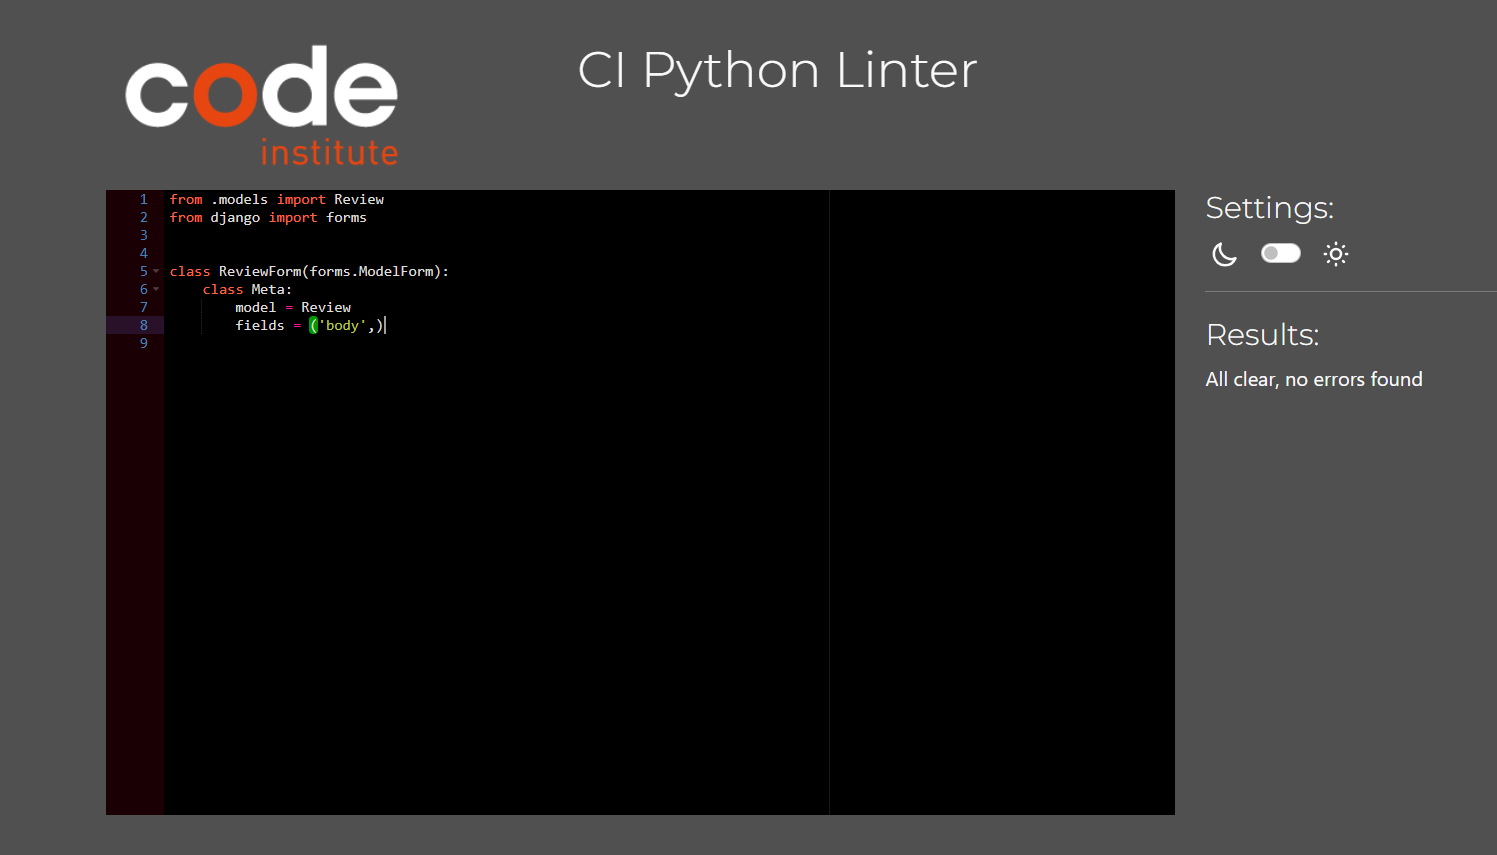 code
institute
CI Python Linter
1 from .models import Review
2 from django import forms
3
4
5 class ReviewForm(forms.ModelForm):
6     class Meta:
7         model = Review
8         fields = ('body',)
9
Settings:
Results:
All clear, no errors found